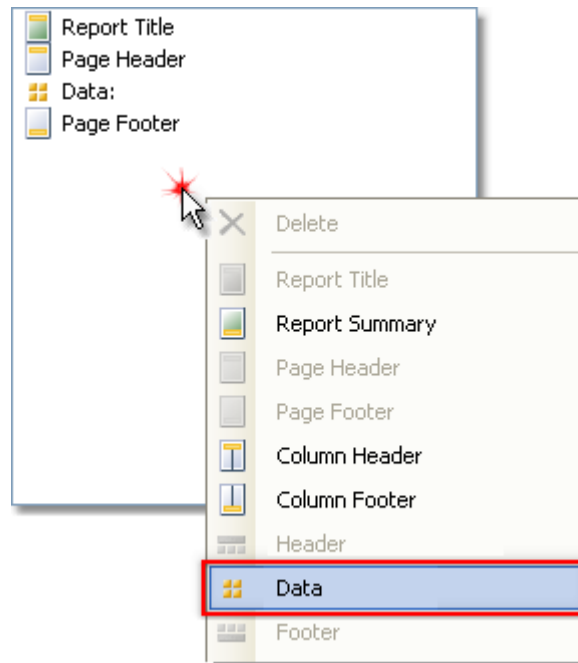 Report Title
Page Header
Data:
Page Footer
Delete
Report Title
Report Summary
Page Header
Page Footer
Column Header
Column Footer
Header
Data
Footer